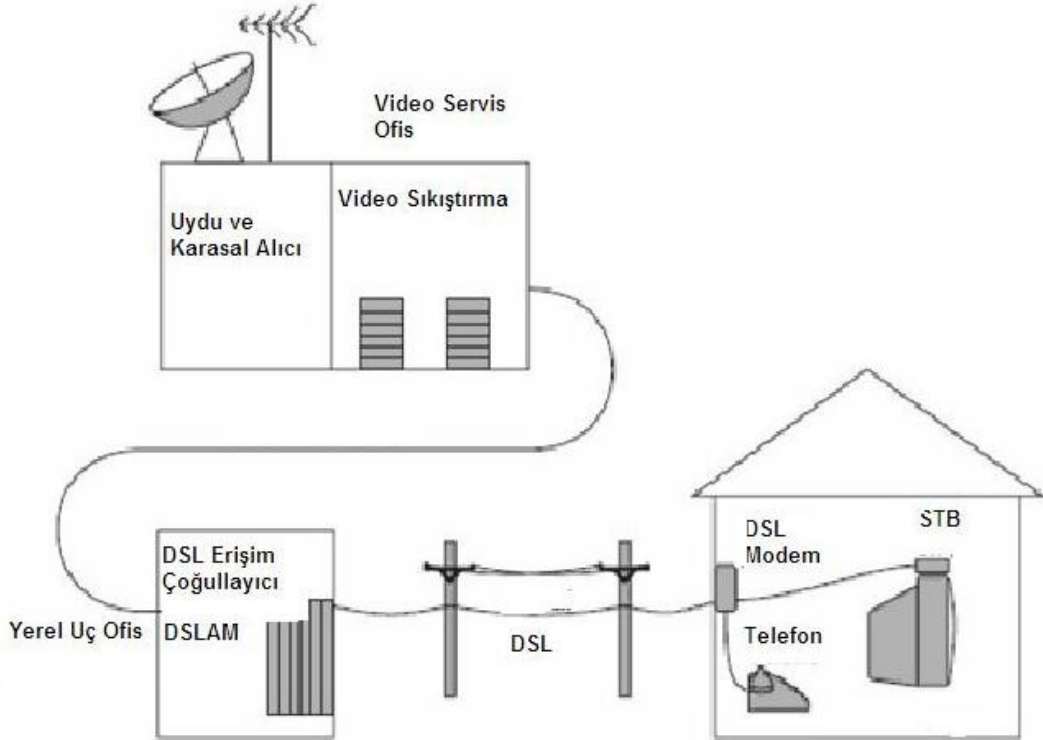 Video Servis
Ofis
Video Sıkıştırma
Uydu ve
Karasal Alıcı
DSL Erişim
Çoğullayıcı
Yerel Uç Ofis
DSLAM
DSL
DSL
Modem
STB
Telefon